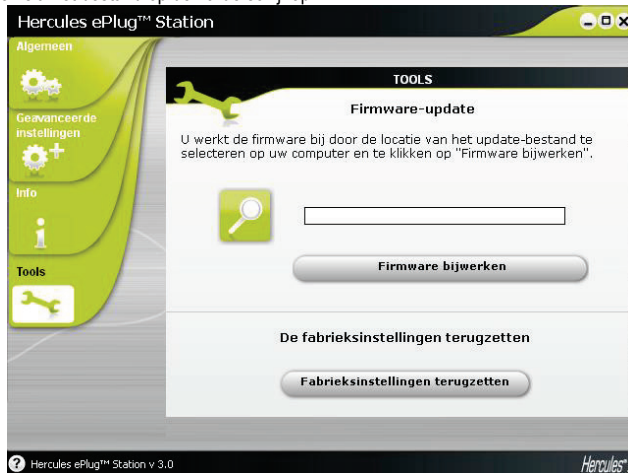 Hercules ePlug™ Station
Algemeen
Geavanceerde
instellingen
Info
Tools
TOOLS
Firmware-update
U werkt de firmware bij door de locatie van het update-bestand te
selecteren op uw computer en te klikken op "Firmware bijwerken".
Firmware bijwerken
De fabrieksinstellingen terugzetten
Fabrieksinstellingen terugzetten
? Hercules ePlug™ Station v 3.0
Hercules